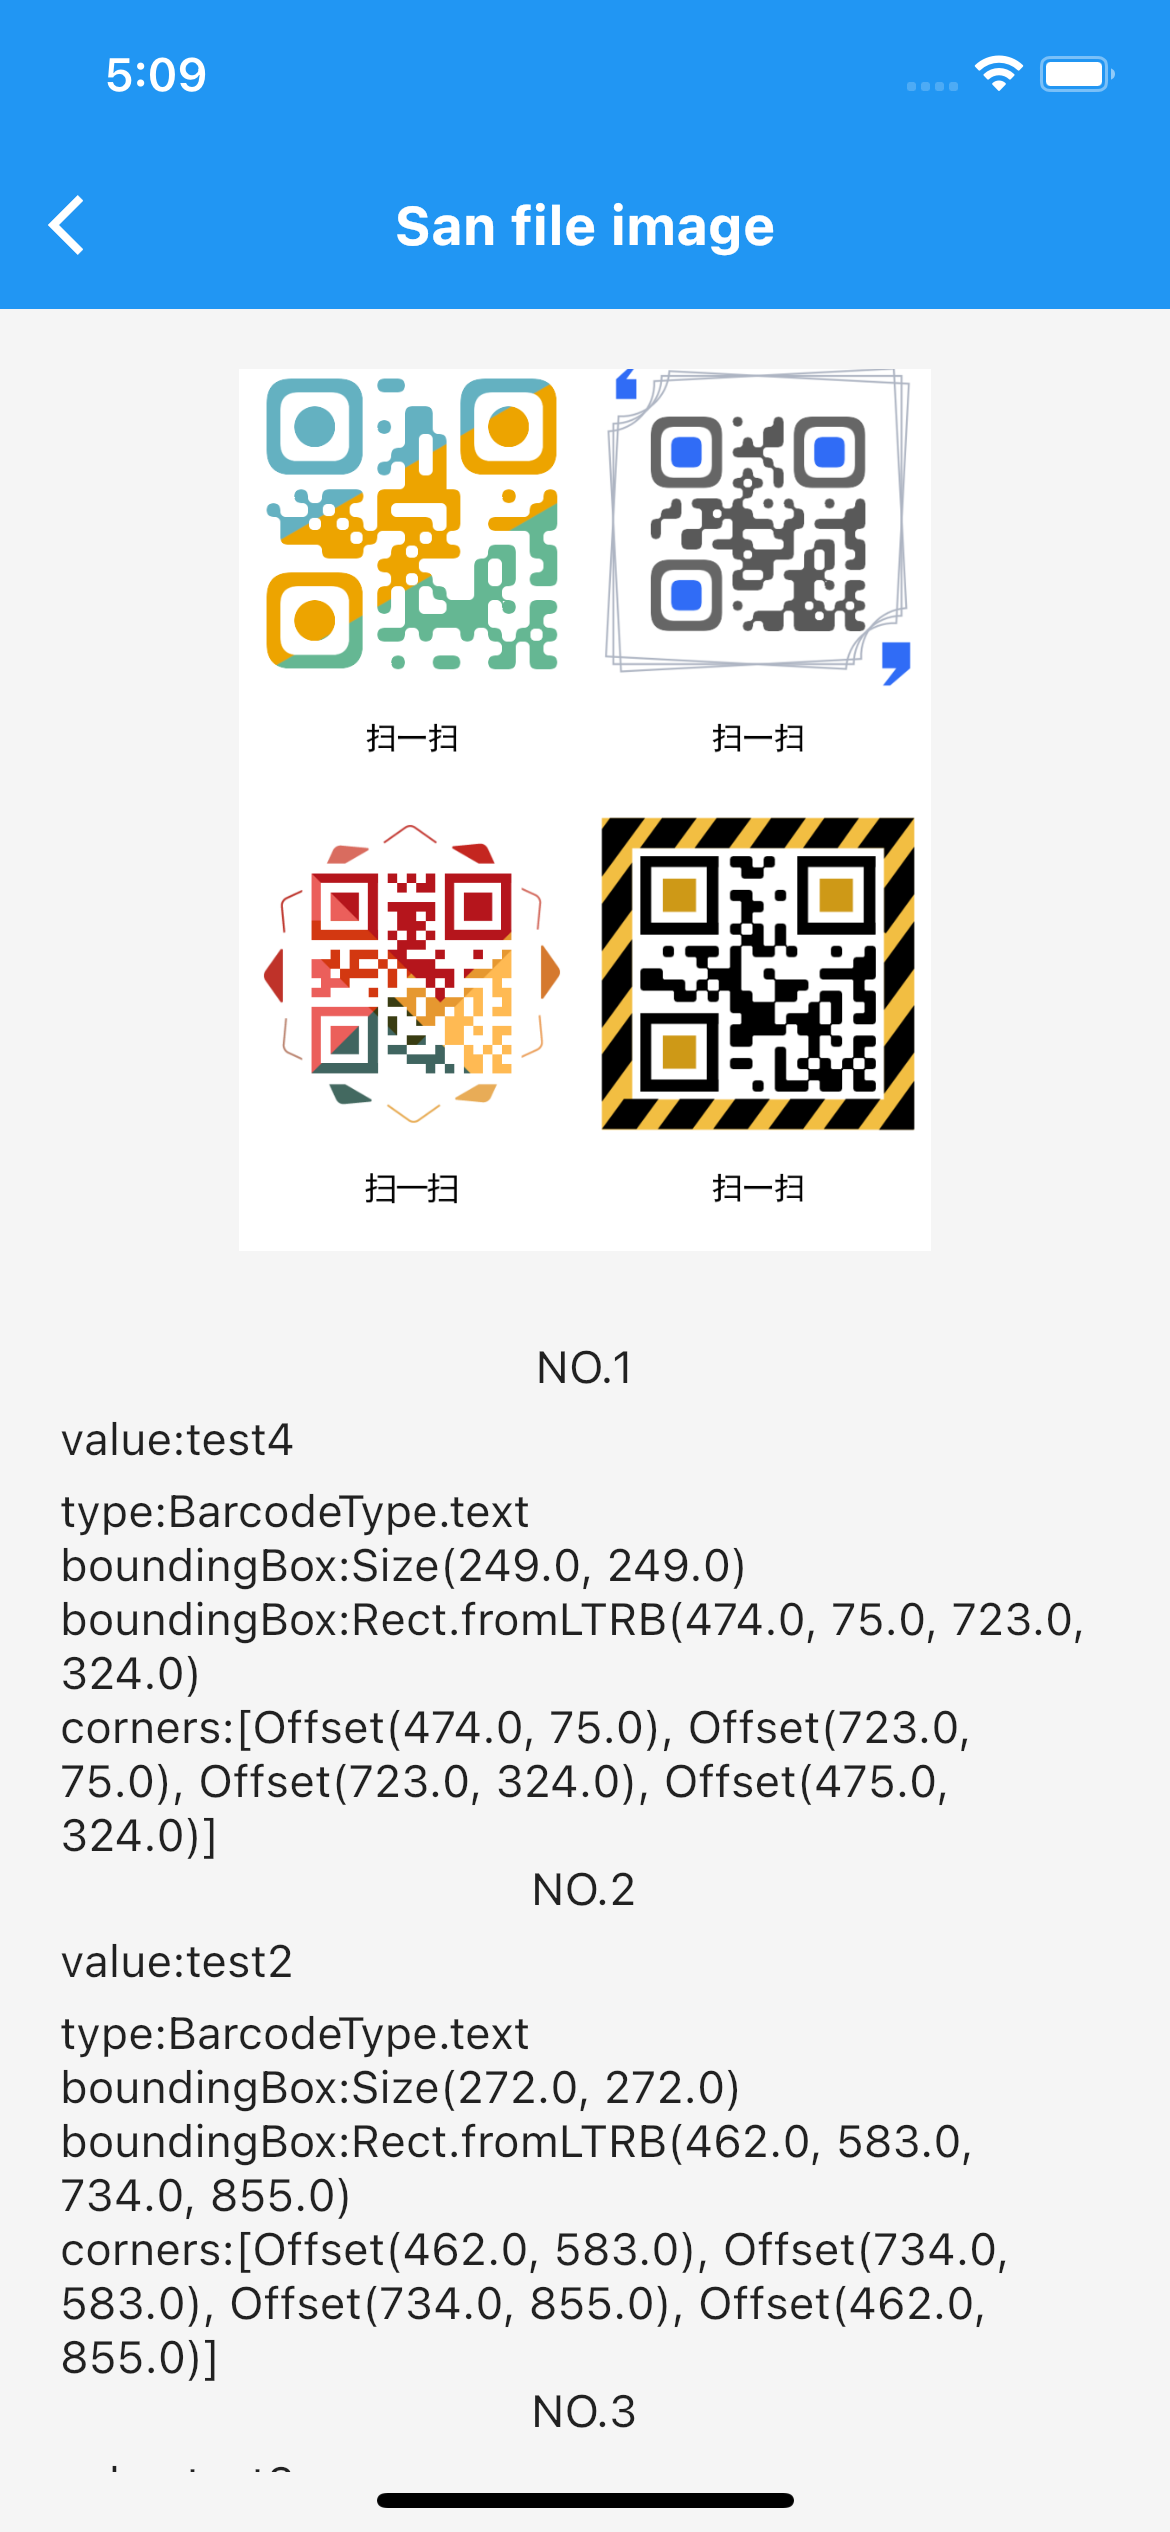 5:09
San file image
扫一扫
扫一扫
扫一扫
扫一扫
NO.1
value:test4
type:BarcodeType.text
boundingBox:Size(249.0, 249.0)
boundingBox:Rect.fromLTRB(474.0, 75.0, 723.0,
324.0)
corners:[Offset(474.0, 75.0), Offset(723.0,
75.0), Offset(723.0, 324.0), Offset(475.0,
324.0)]
NO.2
value:test2
type:BarcodeType.text
boundingBox:Size(272.0, 272.0)
boundingBox:Rect.fromLTRB(462.0, 583.0,
734.0, 855.0)
corners:[Offset(462.0, 583.0), Offset(734.0,
583.0), Offset(734.0, 855.0), Offset(462.0,
855.0)]
NO.3